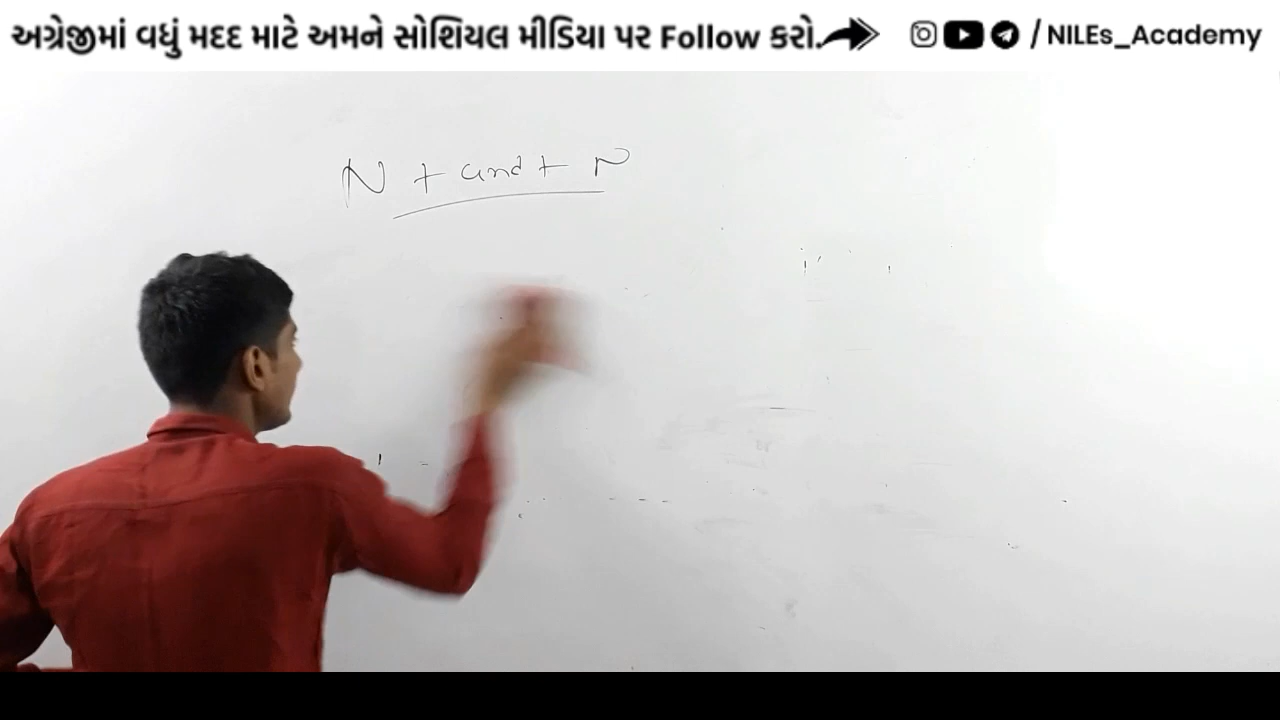 અગ્રેજીમાં વધું મદદ માટે અમને સોશિયલ મીડિયા પર Follow કરો. / NILEs_Academy
N + and + N